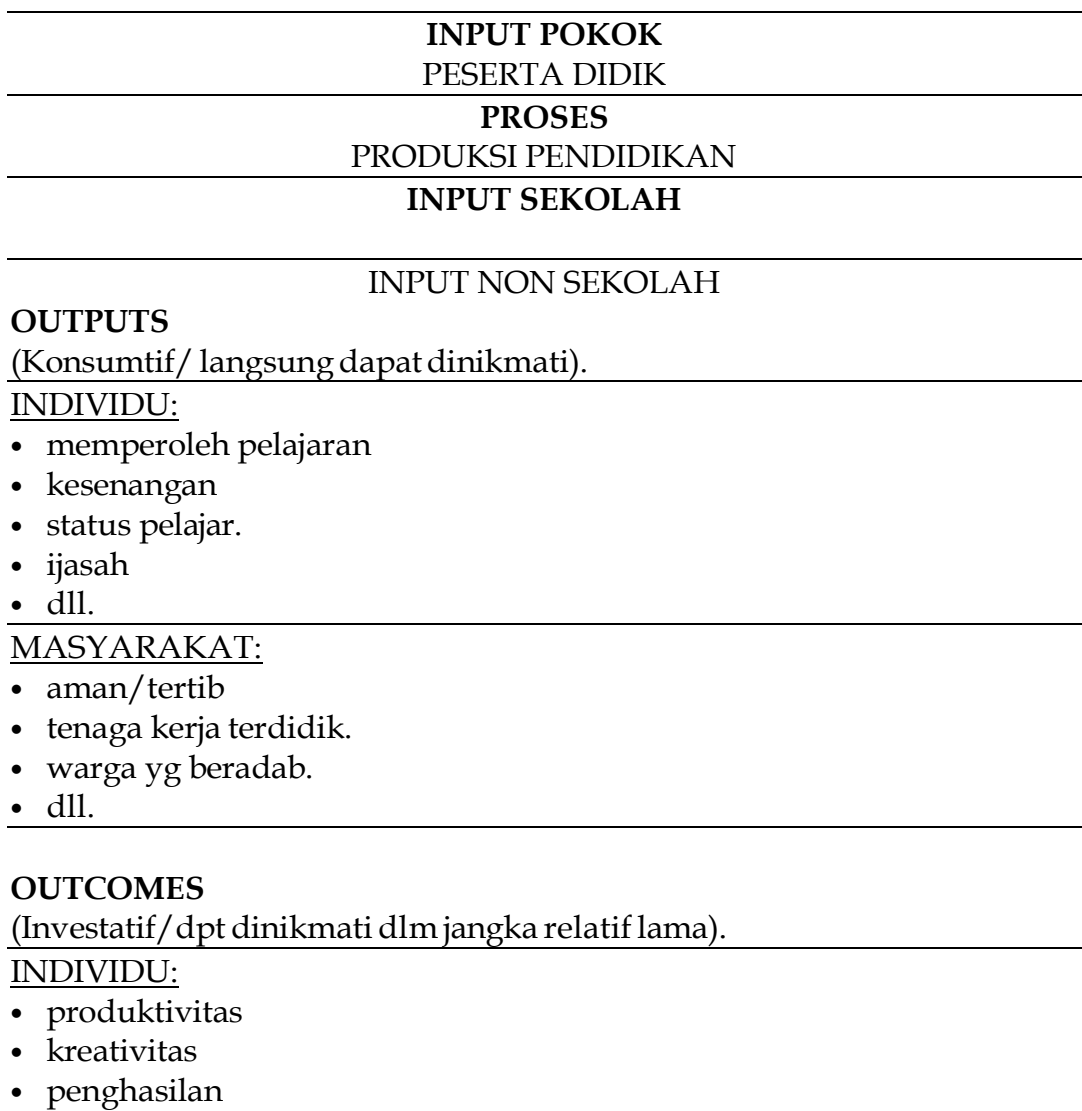 INPUT POKOK
PESERTA DIDIK
PROSES
PRODUKSI PENDIDIKAN
INPUT SEKOLAH
INPUT NON SEKOLAH
OUTPUTS
(Konsumtif/ langsung dapat dinikmati).
INDIVIDU:
• memperoleh pelajaran
• kesenangan
• status pelajar.
• ijasah
• dll.
MASYARAKAT:
• aman/tertib
• tenaga kerja terdidik.
• warga yg beradab.
• dll.
OUTCOMES
(Investatif/dpt dinikmati dlm jangka relatif lama).
INDIVIDU:
• produktivitas
• kreativitas
• penghasilan